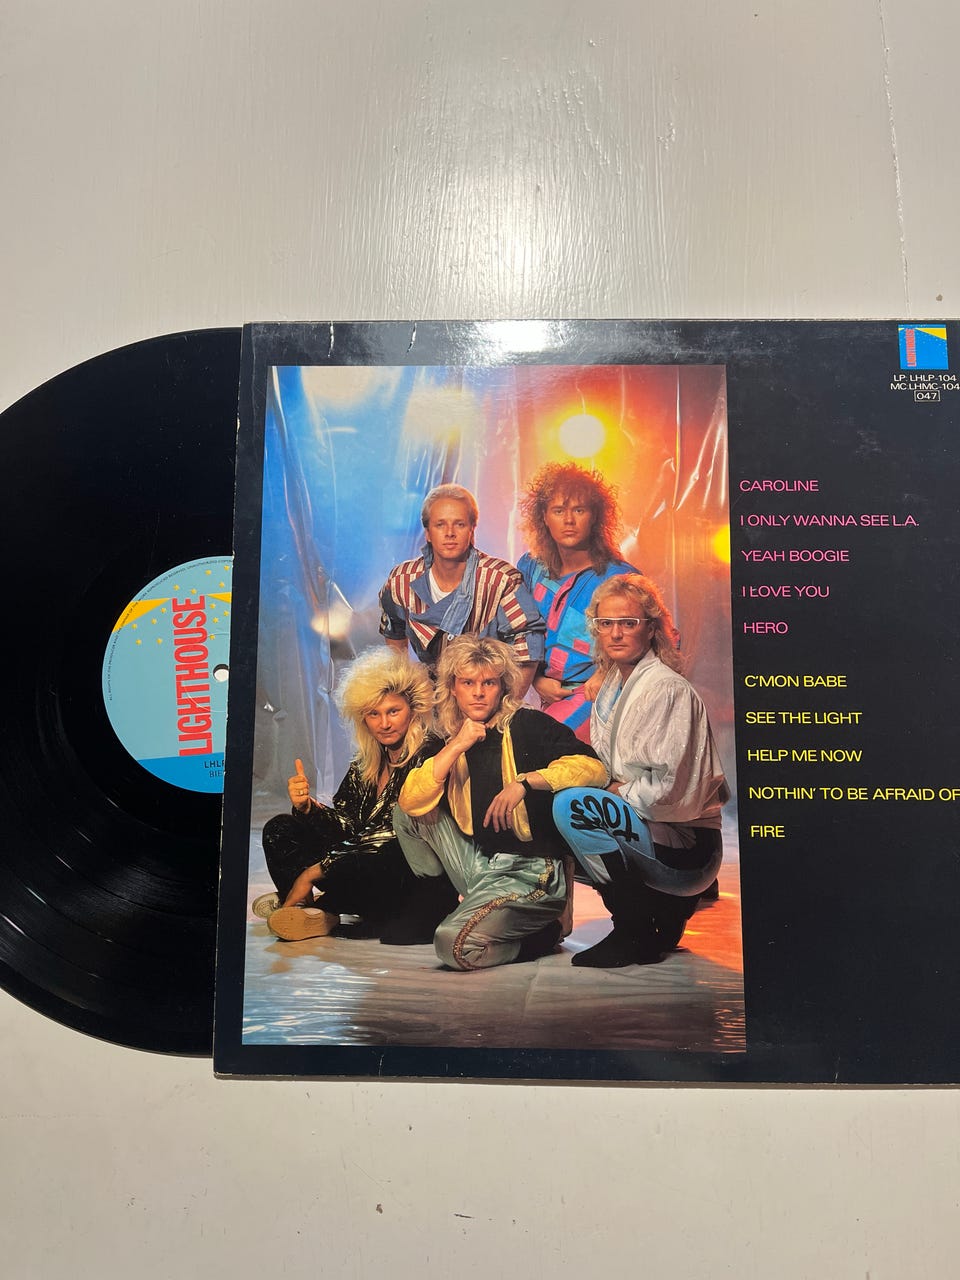 LIGHTHOUSE
LP: LHLP-104
MC: LHMC-104
047
CAROLINE
I ONLY WANNA SEE L.A.
YEAH BOOGIE
I LOVE YOU
HERO
C'MON BABE
SEE THE LIGHT
HELP ME NOW
NOTHIN' TO BE AFRAID OF
FIRE
LIGHTHOUSE